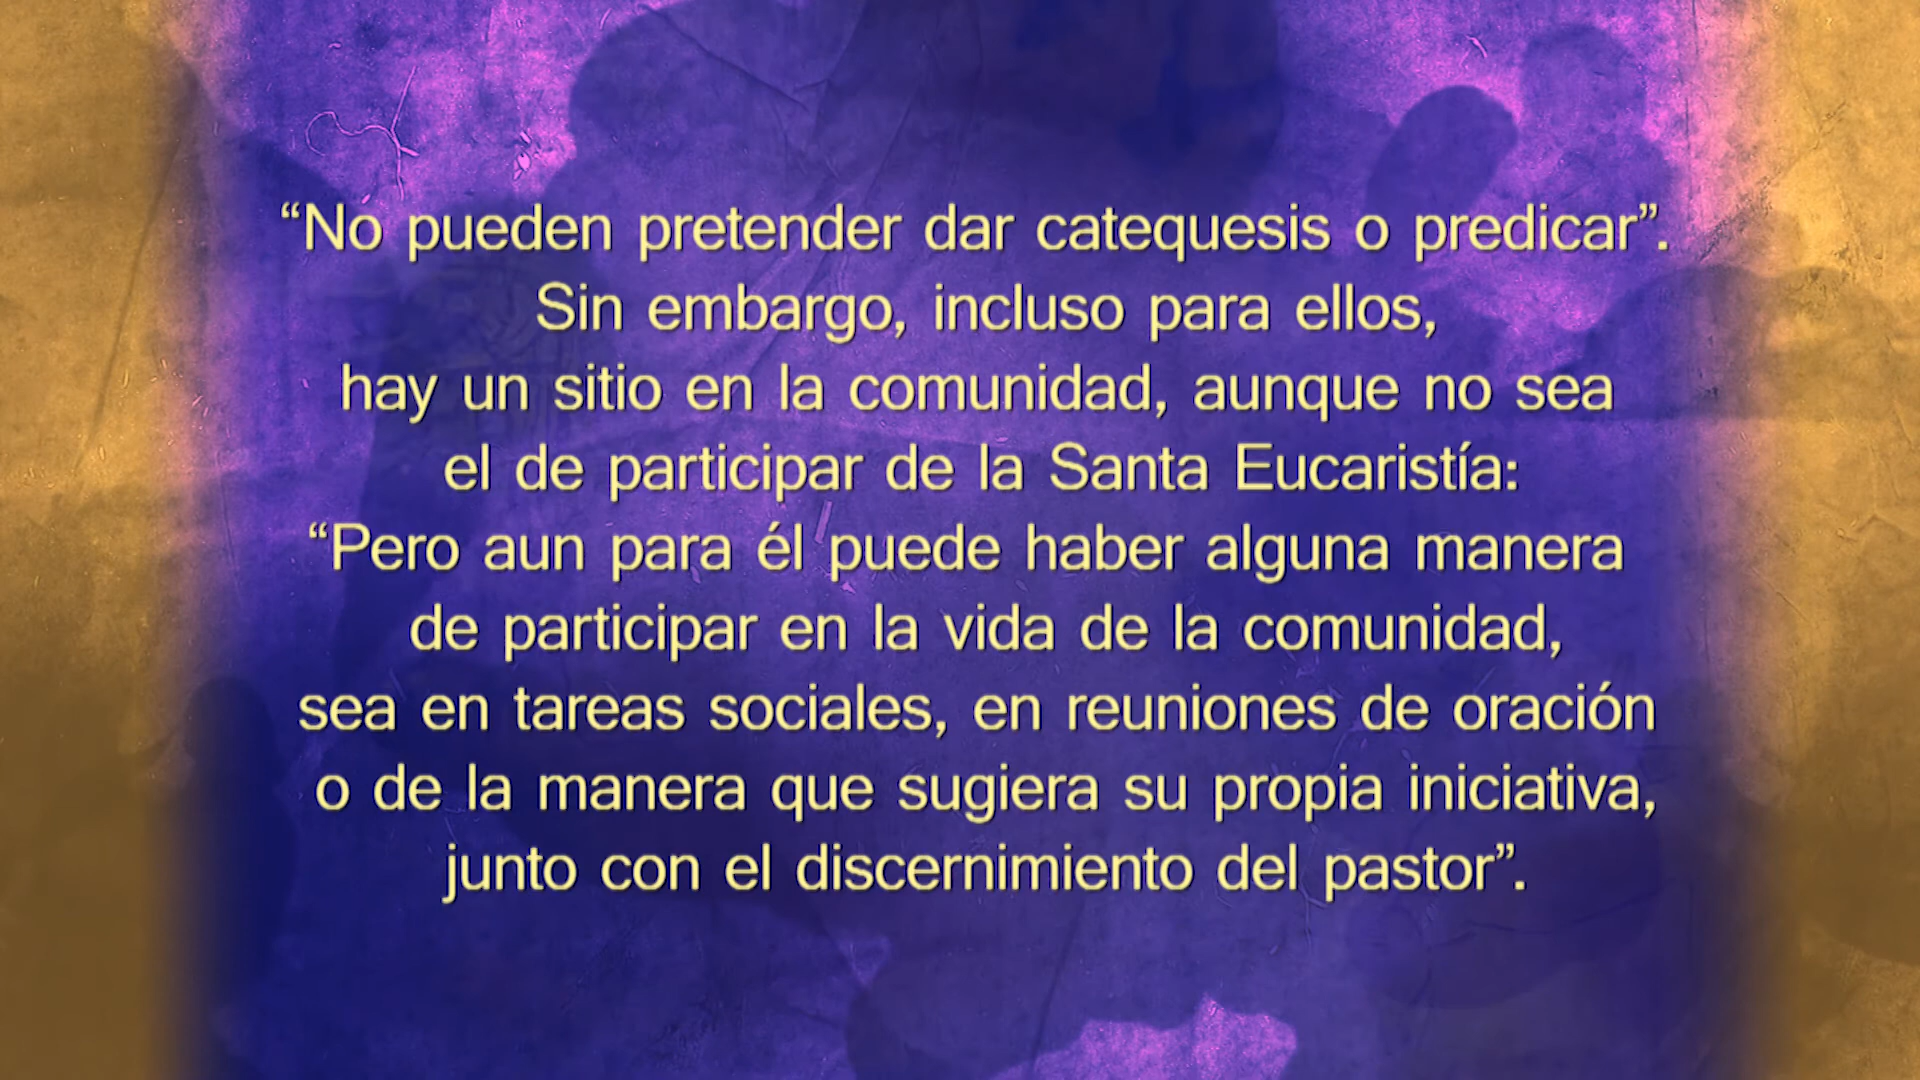 “No pueden pretender dar catequesis o predicar”.
Sin embargo, incluso para ellos,
hay un sitio en la comunidad, aunque no sea
el de participar de la Santa Eucaristía:
“Pero aun para él puede haber alguna manera
de participar en la vida de la comunidad,
sea en tareas sociales, en reuniones de oración
o de la manera que sugiera su propia iniciativa,
junto con el discernimiento del pastor”.